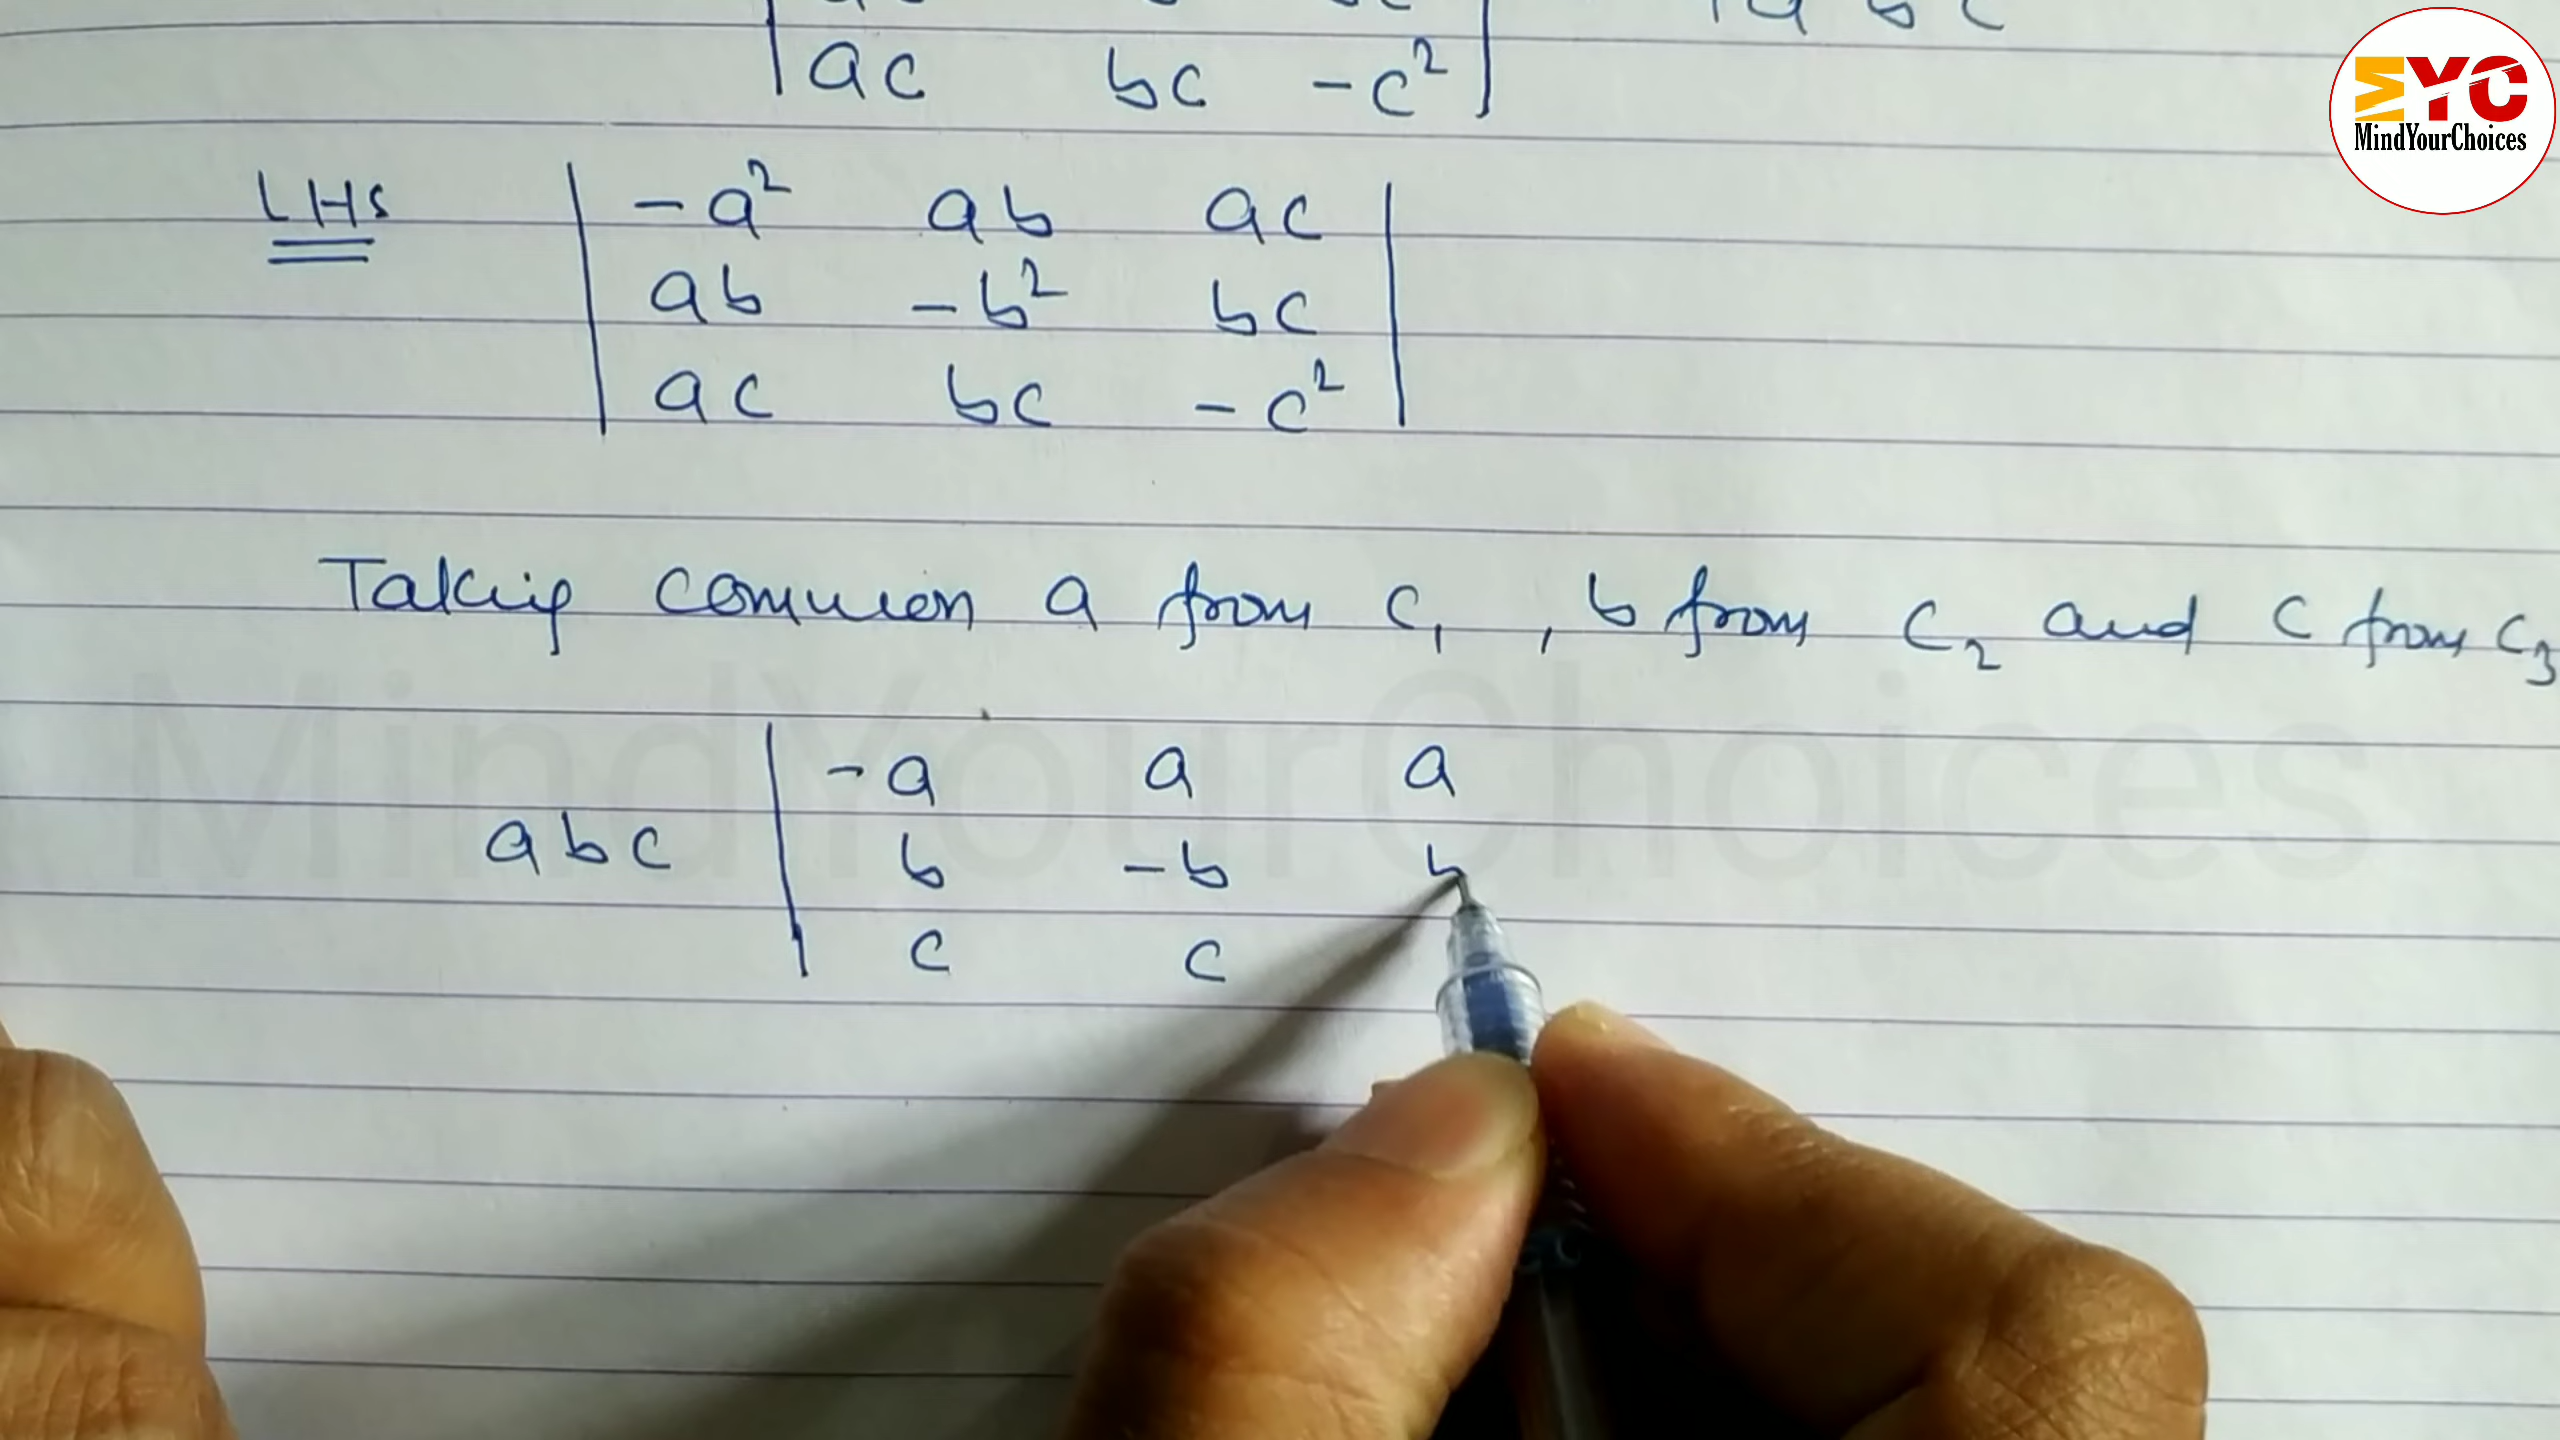 ac bc -c²
LHS
-a² ab ac
ab -b² bc
ac bc -c²
Taking common a from C₁, b from C₂ and C from C₃
abc
-a a a
b -b b
c c
MYC
MindYourChoices
MindYourChoices